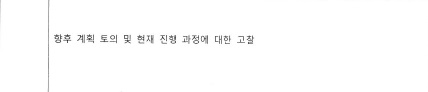 향후 계획 토의 및 현재 진행 과정에 대한 고찰